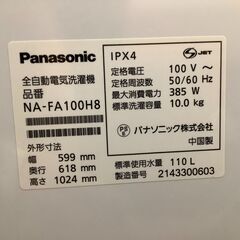 Panasonic
全自動電気洗濯機
品番
NA-FA100H8
外形寸法
幅 599 mm
奥行 618 mm
高さ 1024 mm
IPX4
JET
定格電圧 100 V~
定格周波数 50/60 Hz
最大消費電力 385 W
標準洗濯容量 10.0 kg
PS
E
パナソニック株式会社
中国製
標準使用水量 110 L
製造番号 2143300603